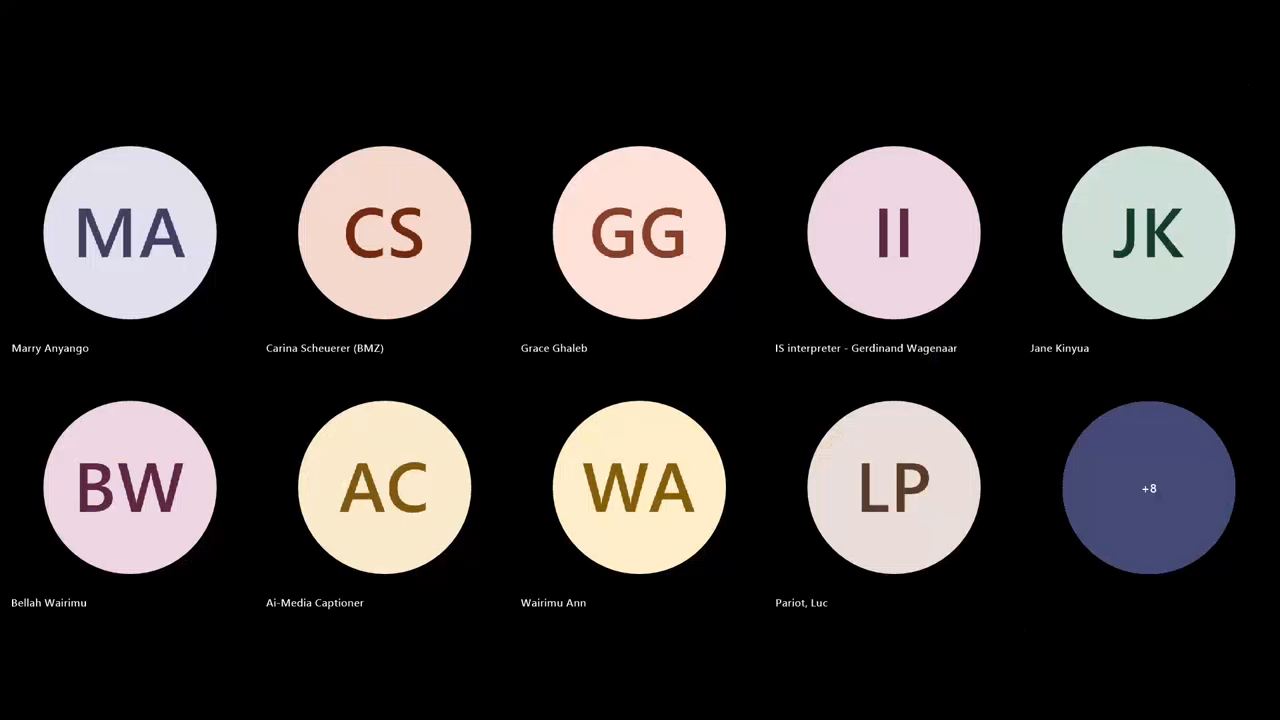 MA
CS
GG
II
JK
Marry Anyango
Carina Scheuerer (BMZ)
Grace Ghaleb
IS interpreter - Gerdinand Wagenaar
Jane Kinyua
BW
AC
WA
LP
+8
Bellah Wairimu
Ai-Media Captioner
Wairimu Ann
Pariot, Luc